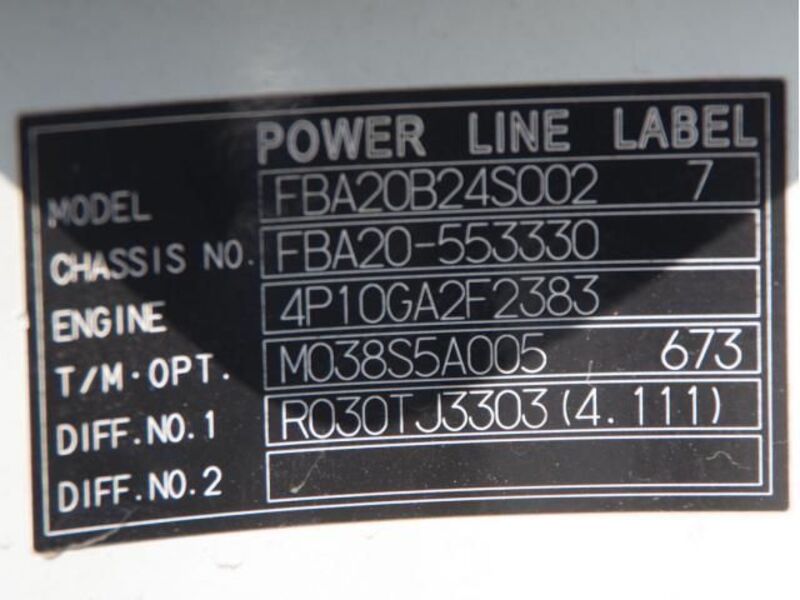 POWER LINE LABEL
MODEL FBA20B24S002 7
CHASSIS NO. FBA20-553330
ENGINE 4P10GA2F2383
T/M·OPT. M038S5A005 673
DIFF.NO.1 R030TJ3303(4.111)
DIFF.NO.2